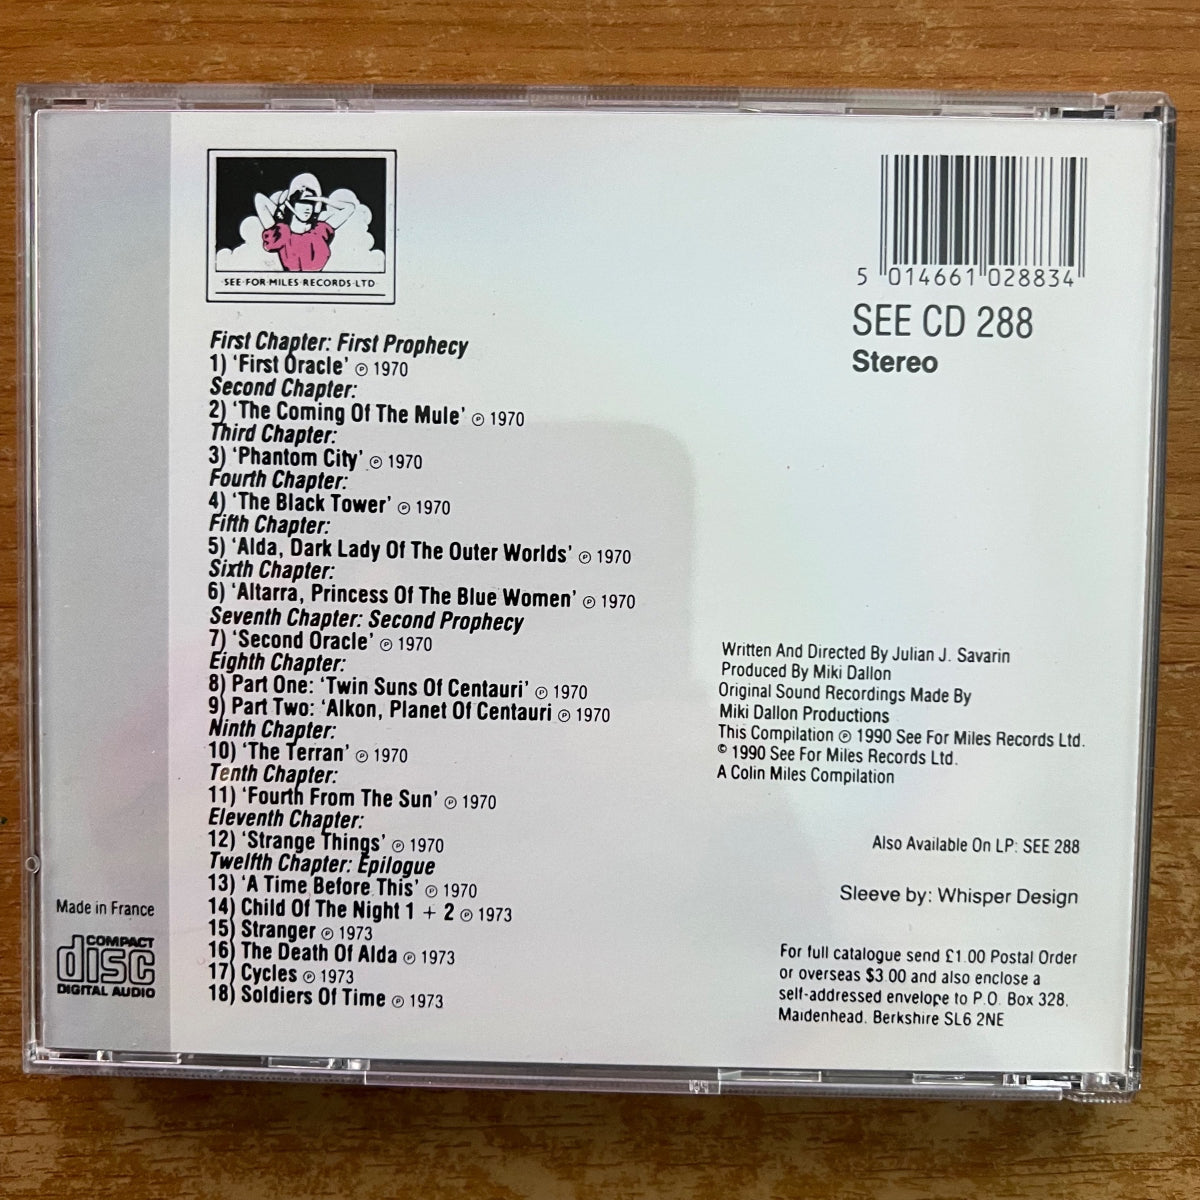 SEE·FOR·MILES·RECORDS·LTD
First Chapter: First Prophecy
1) ‘First Oracle’ ℗ 1970
Second Chapter:
2) ‘The Coming Of The Mule’ ℗ 1970
Third Chapter:
3) ‘Phantom City’ ℗ 1970
Fourth Chapter:
4) ‘The Black Tower’ ℗ 1970
Fifth Chapter:
5) ‘Alda, Dark Lady Of The Outer Worlds’ ℗ 1970
Sixth Chapter:
6) ‘Altarra, Princess Of The Blue Women’ ℗ 1970
Seventh Chapter: Second Prophecy
7) ‘Second Oracle’ ℗ 1970
Eighth Chapter:
8) Part One: ‘Twin Suns Of Centauri’ ℗ 1970
9) Part Two: ‘Alkon, Planet Of Centauri ℗ 1970
Ninth Chapter:
10) ‘The Terran’ ℗ 1970
Tenth Chapter:
11) ‘Fourth From The Sun’ ℗ 1970
Eleventh Chapter:
12) ‘Strange Things’ ℗ 1970
Twelfth Chapter: Epilogue
13) ‘A Time Before This’ ℗ 1970
14) Child Of The Night 1 + 2 ℗ 1973
15) Stranger ℗ 1973
16) The Death Of Alda ℗ 1973
17) Cycles ℗ 1973
18) Soldiers Of Time ℗ 1973
Made in France
COMPACT
disc
DIGITAL AUDIO
5 014661 028834
SEE CD 288
Stereo
Written And Directed By Julian J. Savarin
Produced By Miki Dallon
Original Sound Recordings Made By
Miki Dallon Productions
This Compilation ℗ 1990 See For Miles Records Ltd.
© 1990 See For Miles Records Ltd.
A Colin Miles Compilation
Also Available On LP: SEE 288
Sleeve by: Whisper Design
For full catalogue send £1.00 Postal Order
or overseas $3.00 and also enclose a
self-addressed envelope to P.O. Box 328,
Maidenhead. Berkshire SL6 2NE